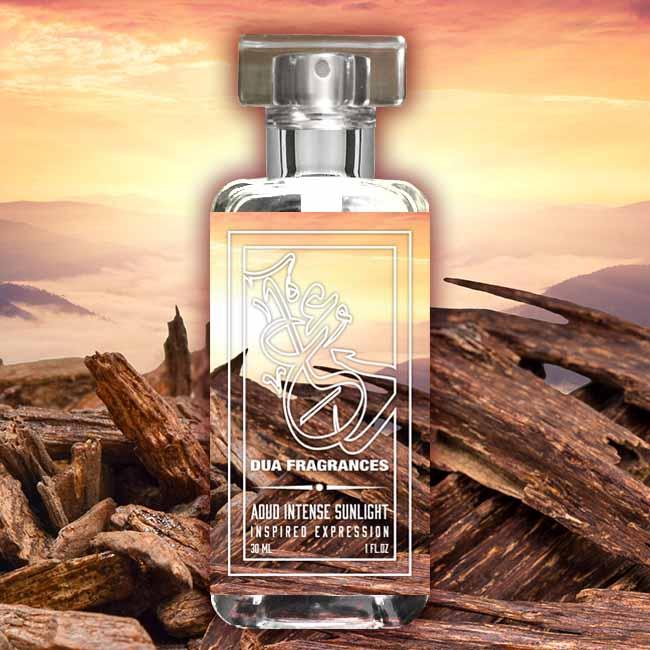 DUA FRAGRANCES
AOUD INTENSE SUNLIGHT
INSPIRED EXPRESSION
30 ML 1 FL.OZ